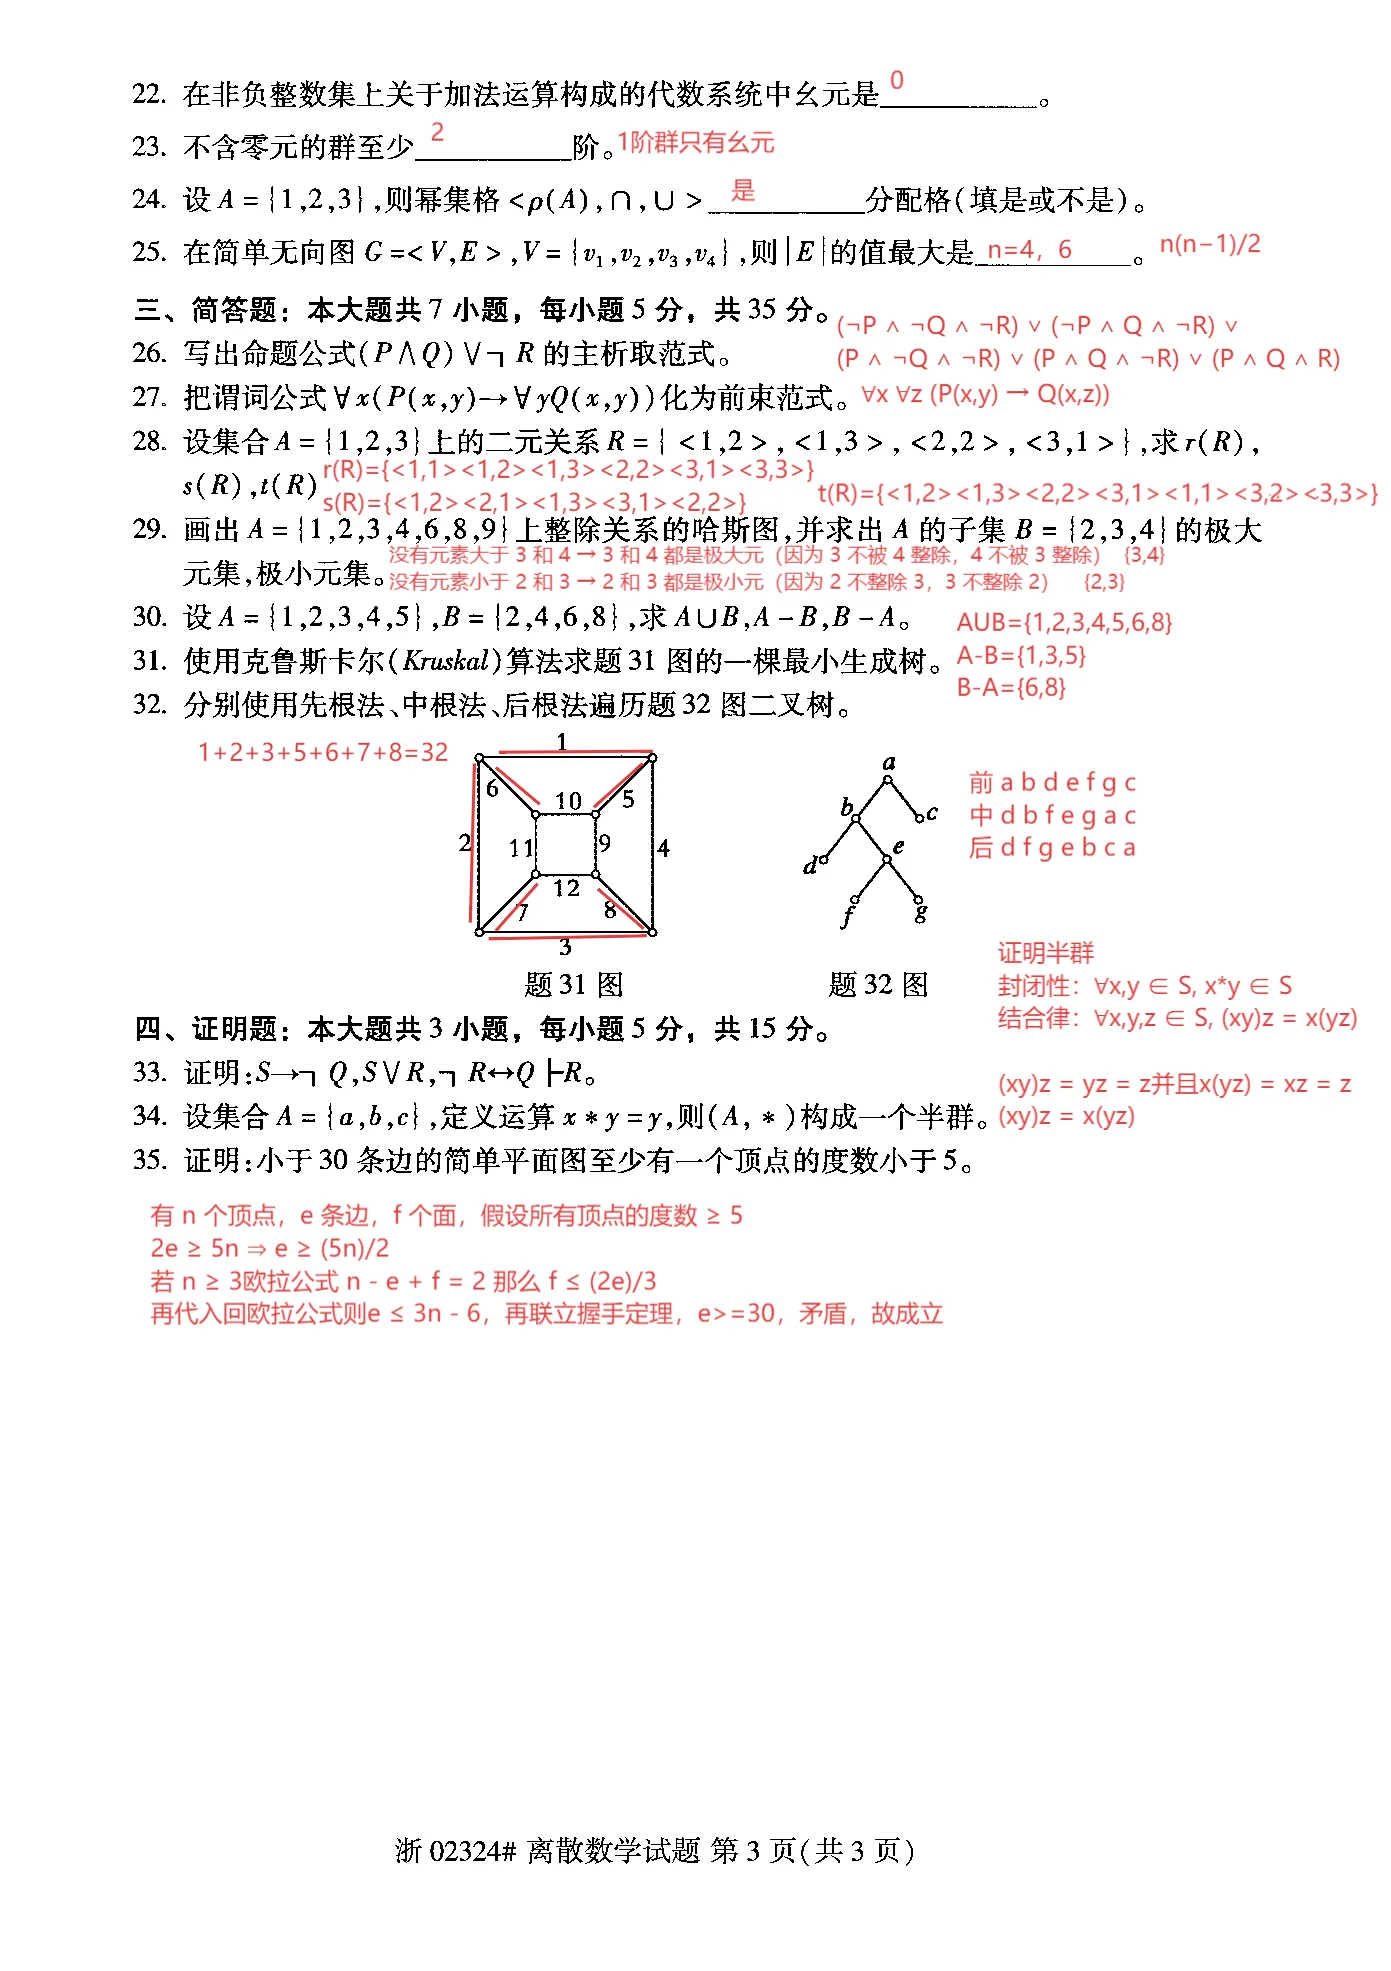 22. 在非负整数集上关于加法运算构成的代数系统中幺元是 0 。
23. 不含零元的群至少 2 阶。 1阶群只有幺元
24. 设 A = {1,2,3},则幂集格 <ρ(A),∩,∪> 是 分配格(填是或不是)。
25. 在简单无向图 G =< V,E >,V = {v₁,v₂,v₃,v₄},则|E|的值最大是 n=4，6 。 n(n−1)/2
三、简答题：本大题共 7 小题，每小题 5 分，共 35 分。
(¬P ∧ ¬Q ∧ ¬R) ∨ (¬P ∧ Q ∧ ¬R) ∨
26. 写出命题公式(P∧Q)∨┐R 的主析取范式。
(P ∧ ¬Q ∧ ¬R) ∨ (P ∧ Q ∧ ¬R) ∨ (P ∧ Q ∧ R)
27. 把谓词公式 ∀x(P(x,y)→∀yQ(x,y))化为前束范式。 ∀x ∀z (P(x,y) → Q(x,z))
28. 设集合 A = {1,2,3}上的二元关系 R = { <1,2>, <1,3>, <2,2>, <3,1>},求 r(R),
s(R),t(R)
r(R)={<1,1><1,2><1,3><2,2><3,1><3,3>}
s(R)={<1,2><2,1><1,3><3,1><2,2>}
t(R)={<1,2><1,3><2,2><3,1><1,1><3,2><3,3>}
29. 画出 A = {1,2,3,4,6,8,9}上整除关系的哈斯图,并求出 A 的子集 B = {2,3,4}的极大
元集,极小元集。
没有元素大于 3 和 4 → 3 和 4 都是极大元（因为 3 不被 4 整除，4 不被 3 整除） {3,4}
没有元素小于 2 和 3 → 2 和 3 都是极小元（因为 2 不整除 3，3 不整除 2） {2,3}
30. 设 A = {1,2,3,4,5},B = {2,4,6,8},求 A∪B,A−B,B−A。
AUB={1,2,3,4,5,6,8}
31. 使用克鲁斯卡尔(Kruskal)算法求题 31 图的一棵最小生成树。
A-B={1,3,5}
B-A={6,8}
32. 分别使用先根法、中根法、后根法遍历题 32 图二叉树。
1+2+3+5+6+7+8=32
1
6
10
5
2
11
9
4
12
7
8
3
题 31 图
a
b
c
d
e
f
g
题 32 图
前 a b d e f g c
中 d b f e g a c
后 d f g e b c a
证明半群
封闭性：∀x,y ∈ S, x*y ∈ S
结合律：∀x,y,z ∈ S, (xy)z = x(yz)
四、证明题：本大题共 3 小题，每小题 5 分，共 15 分。
33. 证明:S→┐Q,S∨R,┐R↔Q├R。
(xy)z = yz = z并且x(yz) = xz = z
34. 设集合 A = {a,b,c},定义运算 x * y = y,则(A, *)构成一个半群。
(xy)z = x(yz)
35. 证明:小于 30 条边的简单平面图至少有一个顶点的度数小于 5。
有 n 个顶点，e 条边，f 个面，假设所有顶点的度数 ≥ 5
2e ≥ 5n ⇒ e ≥ (5n)/2
若 n ≥ 3欧拉公式 n - e + f = 2 那么 f ≤ (2e)/3
再代入回欧拉公式则e ≤ 3n - 6，再联立握手定理，e>=30，矛盾，故成立
浙 02324# 离散数学试题 第 3 页(共 3 页)